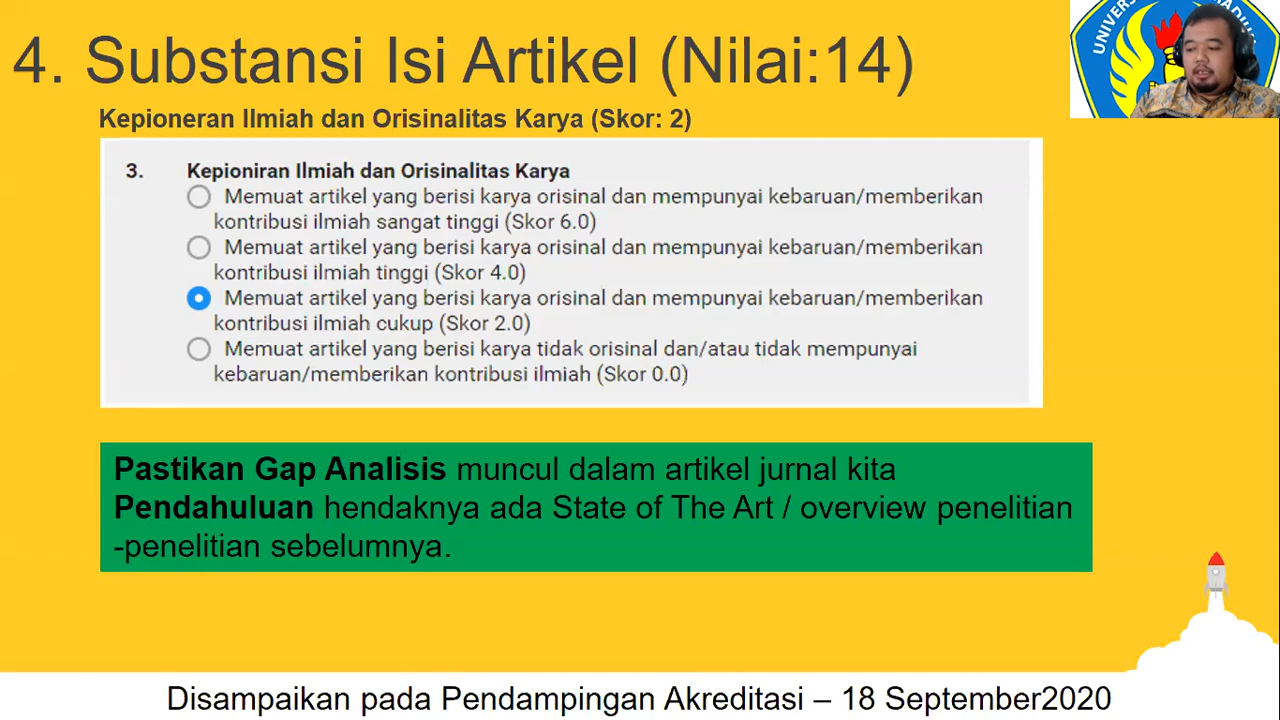 4. Substansi Isi Artikel (Nilai:14)
Kepioneran Ilmiah dan Orisinalitas Karya (Skor: 2)
3. Kepioniran Ilmiah dan Orisinalitas Karya
Memuat artikel yang berisi karya orisinal dan mempunyai kebaruan/memberikan
kontribusi ilmiah sangat tinggi (Skor 6.0)
Memuat artikel yang berisi karya orisinal dan mempunyai kebaruan/memberikan
kontribusi ilmiah tinggi (Skor 4.0)
Memuat artikel yang berisi karya orisinal dan mempunyai kebaruan/memberikan
kontribusi ilmiah cukup (Skor 2.0)
Memuat artikel yang berisi karya tidak orisinal dan/atau tidak mempunyai
kebaruan/memberikan kontribusi ilmiah (Skor 0.0)
Pastikan Gap Analisis muncul dalam artikel jurnal kita
Pendahuluan hendaknya ada State of The Art / overview penelitian
-penelitian sebelumnya.
Disampaikan pada Pendampingan Akreditasi – 18 September2020